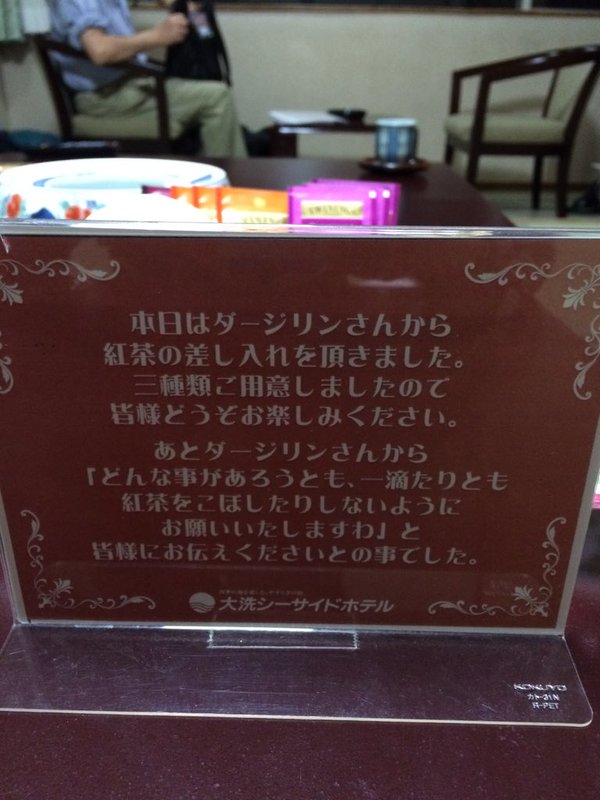 本日はダージリンさんから
紅茶の差し入れを頂きました。
三種類ご用意しましたので
皆様どうぞお楽しみください。
あとダージリンさんから
『どんな事があろうとも、一滴たりとも
紅茶をこぼしたりしないように
お願いいたしますわ』と
皆様にお伝えくださいとの事でした。
大洗シーサイドホテル
KOKUYO
カト-31N
R-PET